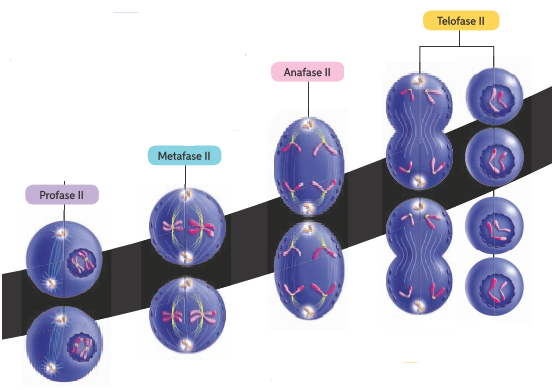 Telofase II
Anafase II
Metafase II
Profase II